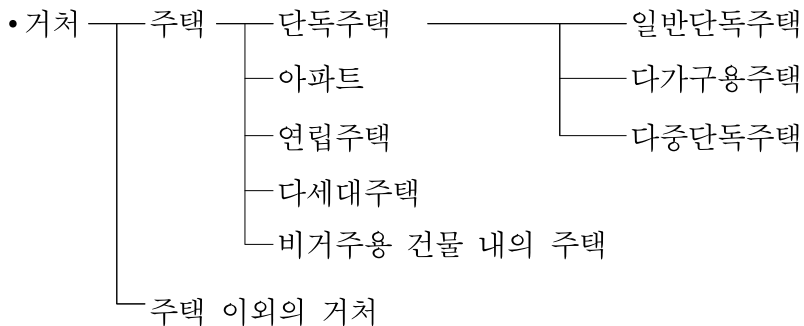 • 거처 주택 단독주택 일반단독주택
아파트 다가구용주택
연립주택 다중단독주택
다세대주택
비거주용 건물 내의 주택
주택 이외의 거처